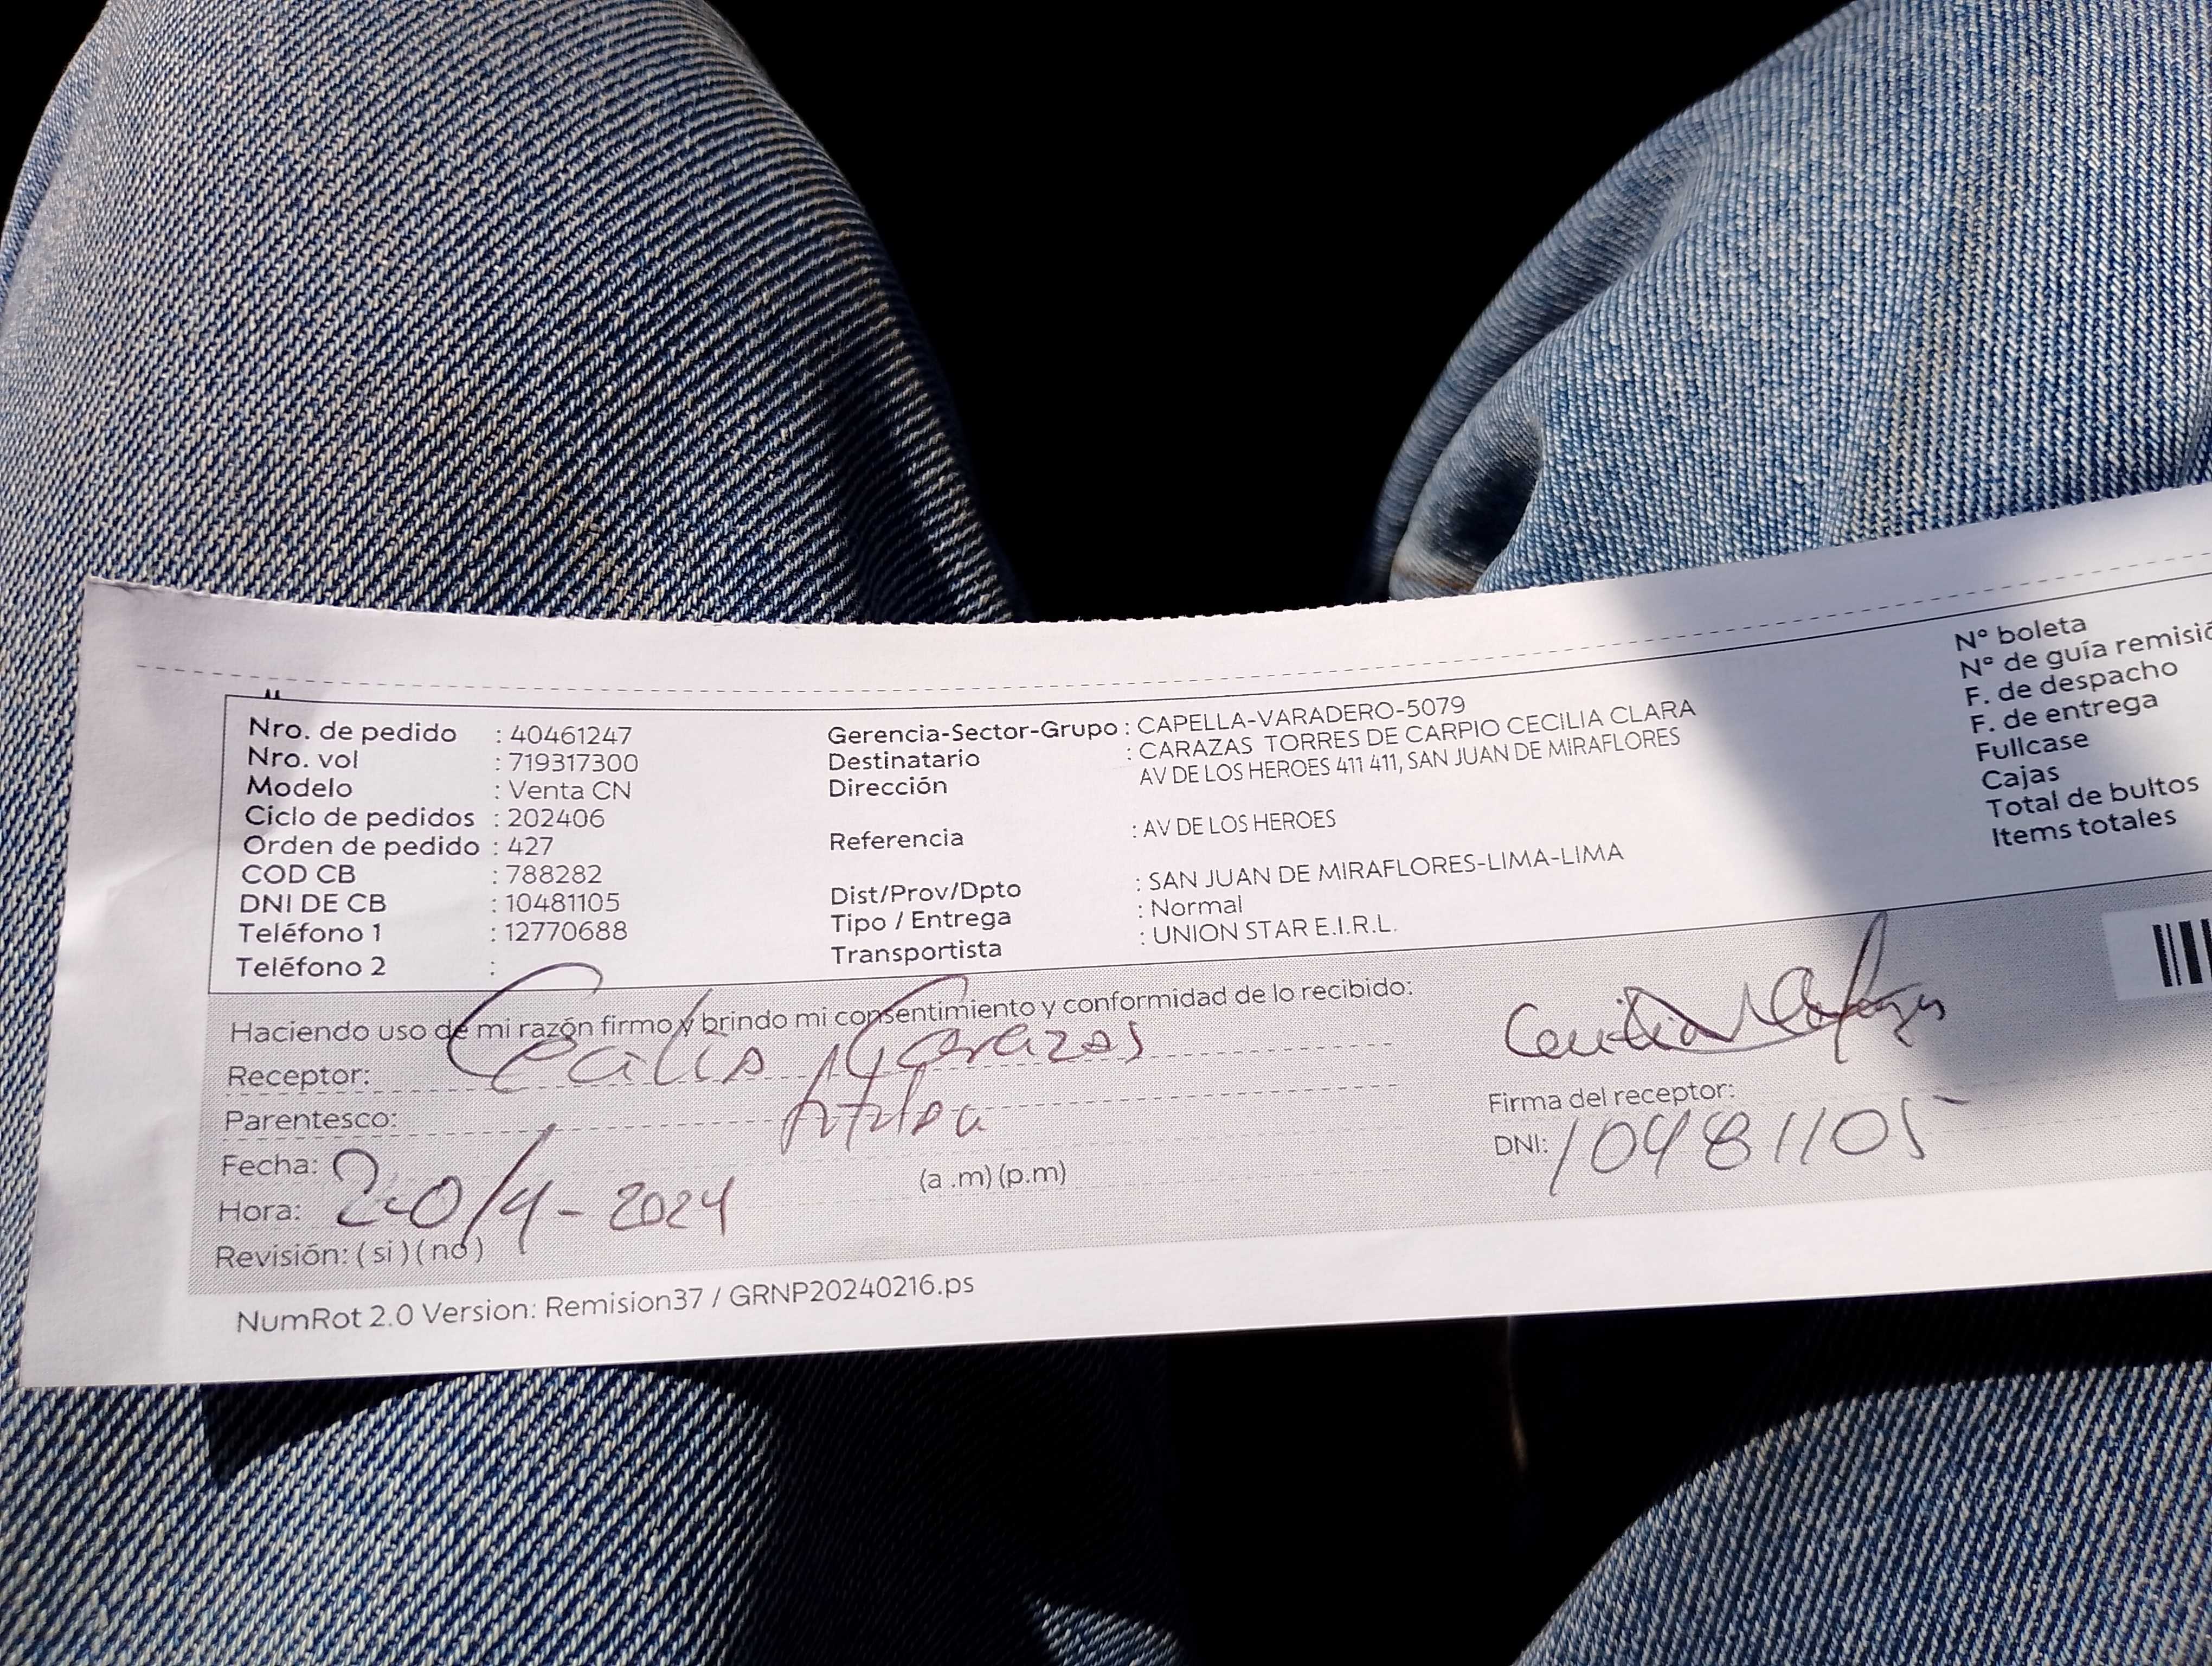 Nro. de pedido : 40461247
Nro. vol : 719317300
Modelo : Venta CN
Ciclo de pedidos : 202406
Orden de pedido : 427
COD CB : 788282
DNI DE CB : 10481105
Teléfono 1 : 12770688
Teléfono 2 :
Gerencia-Sector-Grupo : CAPELLA-VARADERO-5079
Destinatario : CARAZAS TORRES DE CARPIO CECILIA CLARA
Dirección AV DE LOS HEROES 411 411, SAN JUAN DE MIRAFLORES
Referencia : AV DE LOS HEROES
Dist/Prov/Dpto : SAN JUAN DE MIRAFLORES-LIMA-LIMA
Tipo / Entrega : Normal
Transportista : UNION STAR E.I.R.L.
N° boleta
N° de guía
F. de despacho
F. de entrega
Fullcase
Cajas
Total de bultos
Items totales
Haciendo uso de mi razón firmo y brindo mi consentimiento y conformidad de lo recibido:
Receptor: Cecilia Carazas
Parentesco:
Fecha: 20/4-2024
Hora: (a .m) (p.m)
Revisión: ( si ) ( no )
Firma del receptor:
DNI: 10481105
NumRot 2.0 Version: Remision37 / GRNP20240216.ps